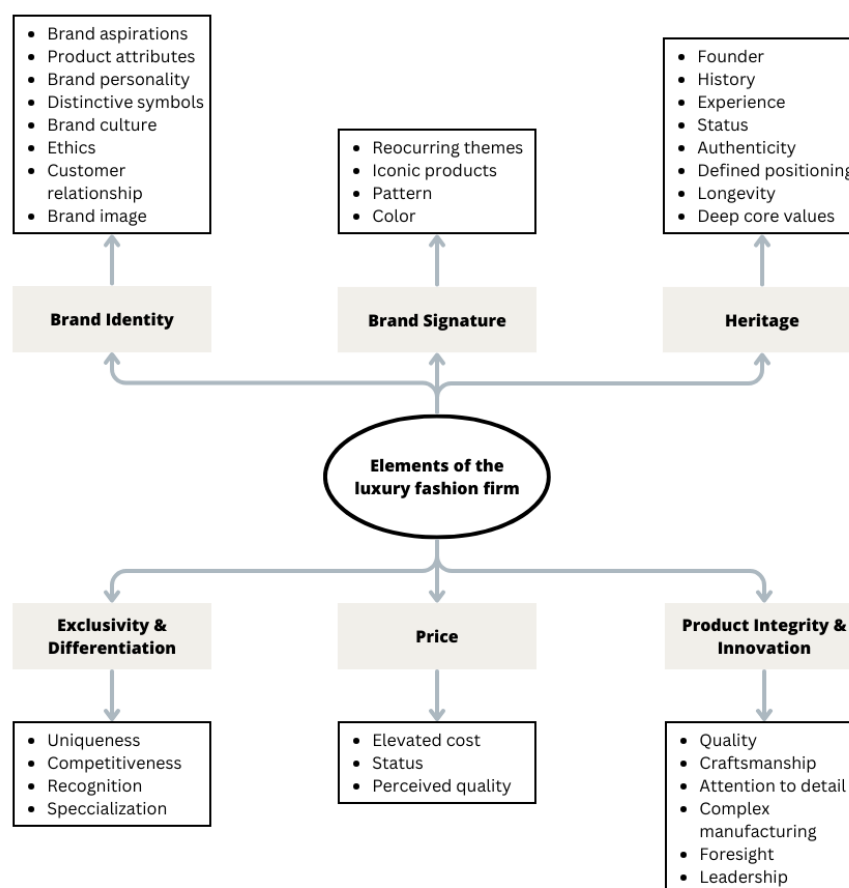 • Brand aspirations
• Product attributes
• Brand personality
• Distinctive symbols
• Brand culture
• Ethics
• Customer
relationship
• Brand image
• Reocurring themes
• Iconic products
• Pattern
• Color
• Founder
• History
• Experience
• Status
• Authenticity
• Defined positioning
• Longevity
• Deep core values
Brand Identity
Brand Signature
Heritage
Elements of the
luxury fashion firm
Exclusivity &
Differentiation
Price
Product Integrity &
Innovation
• Uniqueness
• Competitiveness
• Recognition
• Speccialization
• Elevated cost
• Status
• Perceived quality
• Quality
• Craftsmanship
• Attention to detail
• Complex
manufacturing
• Foresight
• Leadership